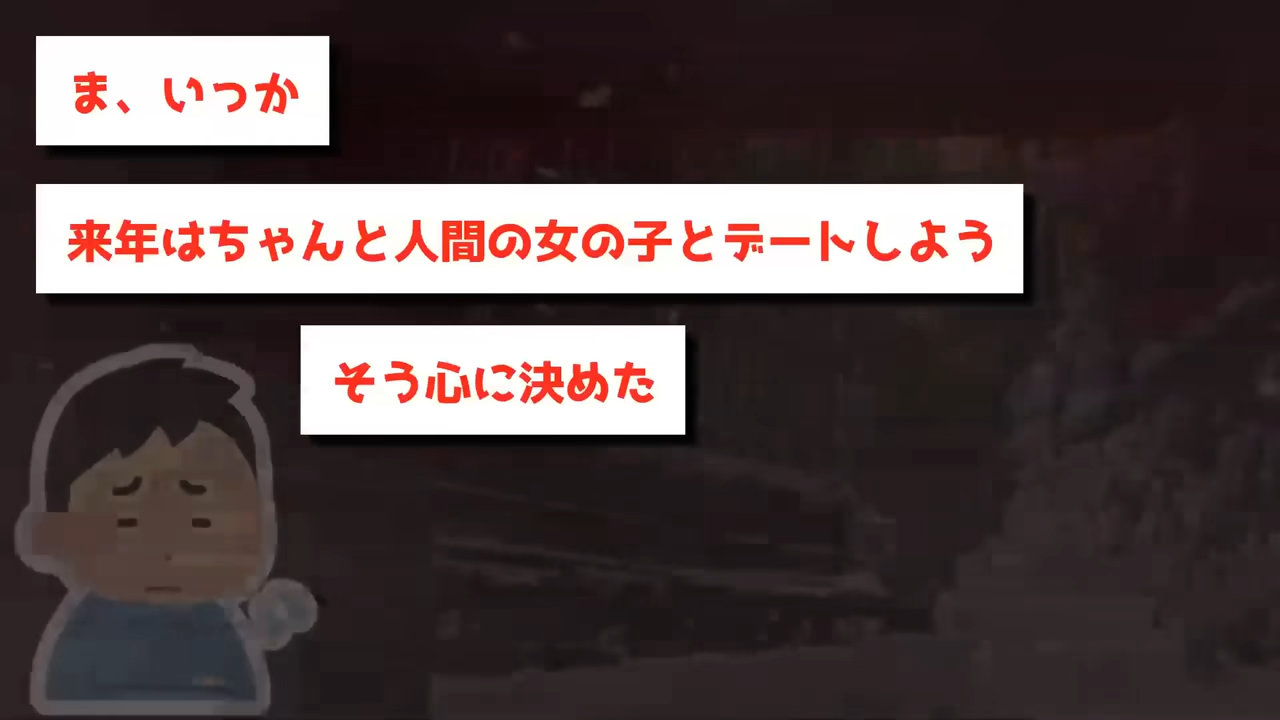 ま、いっか
来年はちゃんと人間の女の子とデートしよう
そう心に決めた